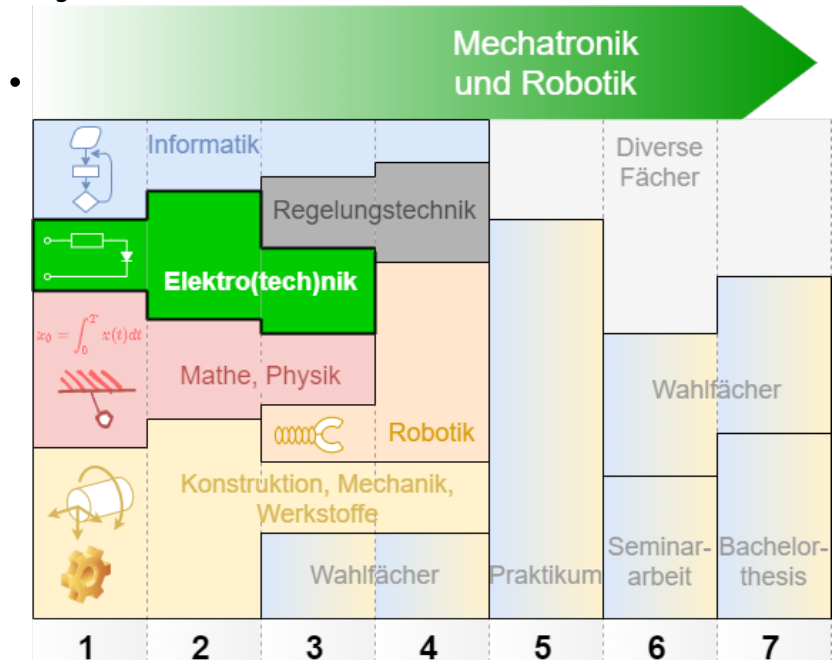 Mechatronik
und Robotik
Informatik
Diverse
Fächer
Regelungstechnik
Elektro(tech)nik
Mathe, Physik
Wahlfächer
Robotik
Konstruktion, Mechanik,
Werkstoffe
Wahlfächer
Praktikum
Seminar-
arbeit
Bachelor-
thesis
1 2 3 4 5 6 7